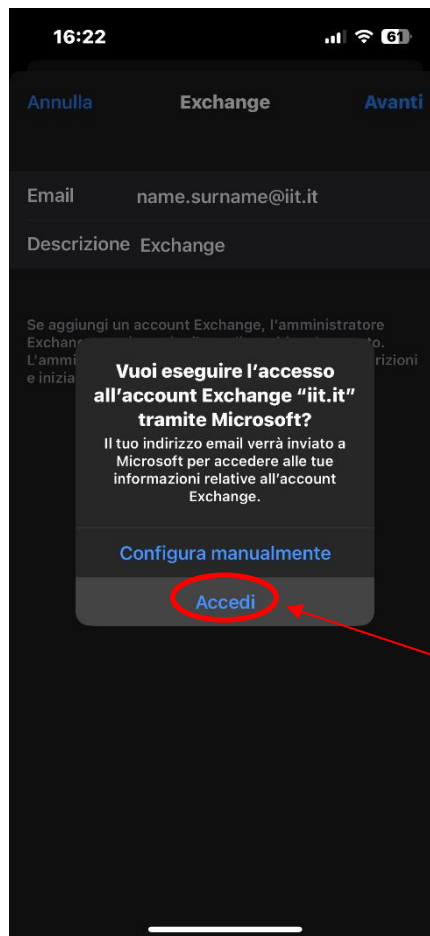 16:22
61
Annulla Exchange Avanti
Email name.surname@iit.it
Descrizione Exchange
Se aggiungi un account Exchange, l'amministratore
Exchan
L'ammi rizioni
e inizia
Vuoi eseguire l'accesso
all'account Exchange “iit.it”
tramite Microsoft?
Il tuo indirizzo email verrà inviato a
Microsoft per accedere alle tue
informazioni relative all'account
Exchange.
Configura manualmente
Accedi